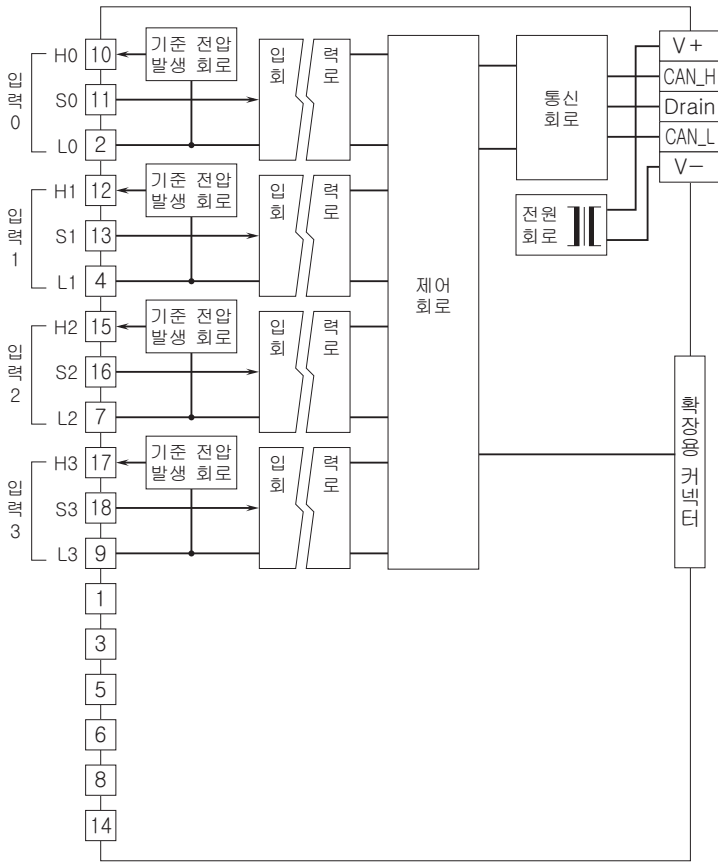 입력 0
H0 10
S0 11
L0 2
기준 전압
발생 회로
입력
회로
입력 1
H1 12
S1 13
L1 4
기준 전압
발생 회로
입력
회로
입력 2
H2 15
S2 16
L2 7
기준 전압
발생 회로
입력
회로
입력 3
H3 17
S3 18
L3 9
기준 전압
발생 회로
입력
회로
1
3
5
6
8
14
제어
회로
통신
회로
전원
회로
V+
CAN_H
Drain
CAN_L
V−
확장용 커넥터